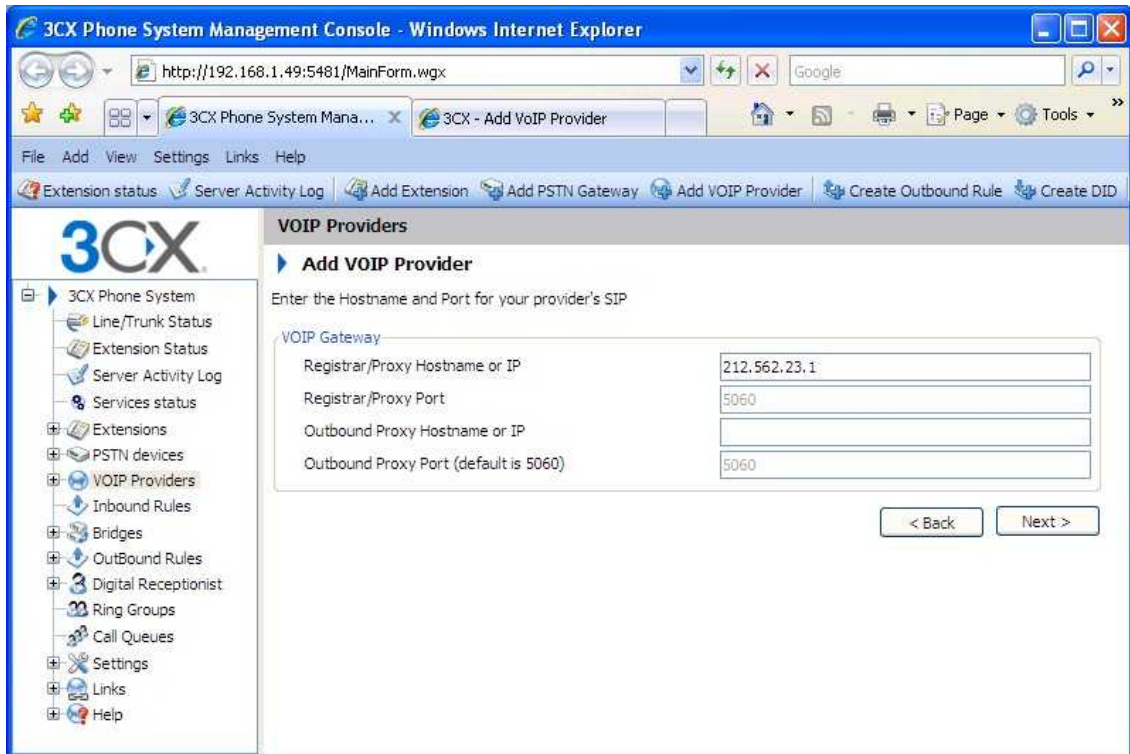 3CX Phone System Management Console - Windows Internet Explorer
http://192.168.1.49:5481/MainForm.wgx
Google
3CX Phone System Mana...
3CX - Add VoIP Provider
Page
Tools
»
File Add View Settings Links Help
Extension status Server Activity Log Add Extension Add PSTN Gateway Add VOIP Provider Create Outbound Rule Create DID
3CX
VOIP Providers
Add VOIP Provider
Enter the Hostname and Port for your provider's SIP
VOIP Gateway
Registrar/Proxy Hostname or IP 212.562.23.1
Registrar/Proxy Port 5060
Outbound Proxy Hostname or IP
Outbound Proxy Port (default is 5060) 5060
< Back Next >
3CX Phone System
Line/Trunk Status
Extension Status
Server Activity Log
Services status
Extensions
PSTN devices
VOIP Providers
Inbound Rules
Bridges
OutBound Rules
Digital Receptionist
Ring Groups
Call Queues
Settings
Links
Help